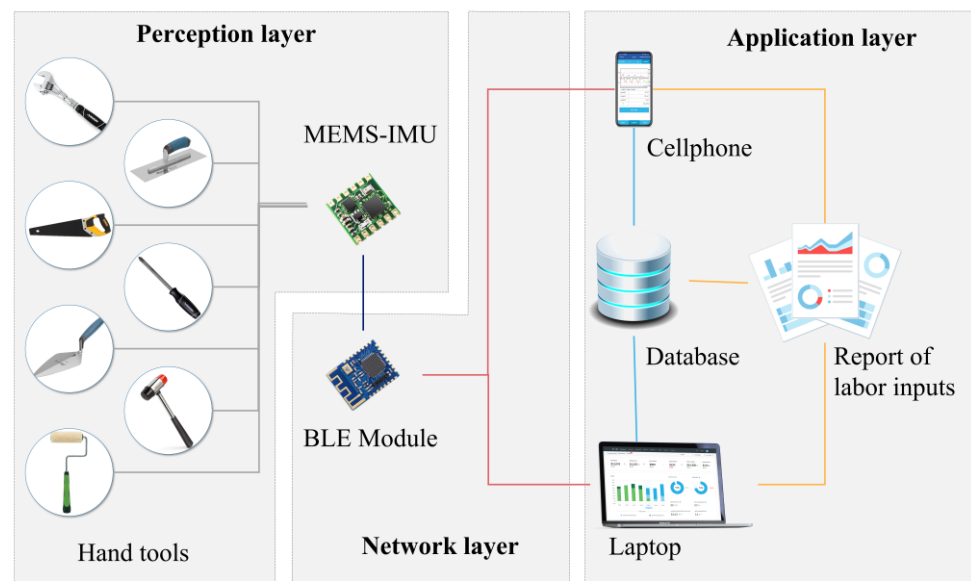 Perception layer
Application layer
MEMS-IMU
Cellphone
Database
Report of
labor inputs
BLE Module
Hand tools
Network layer
Laptop